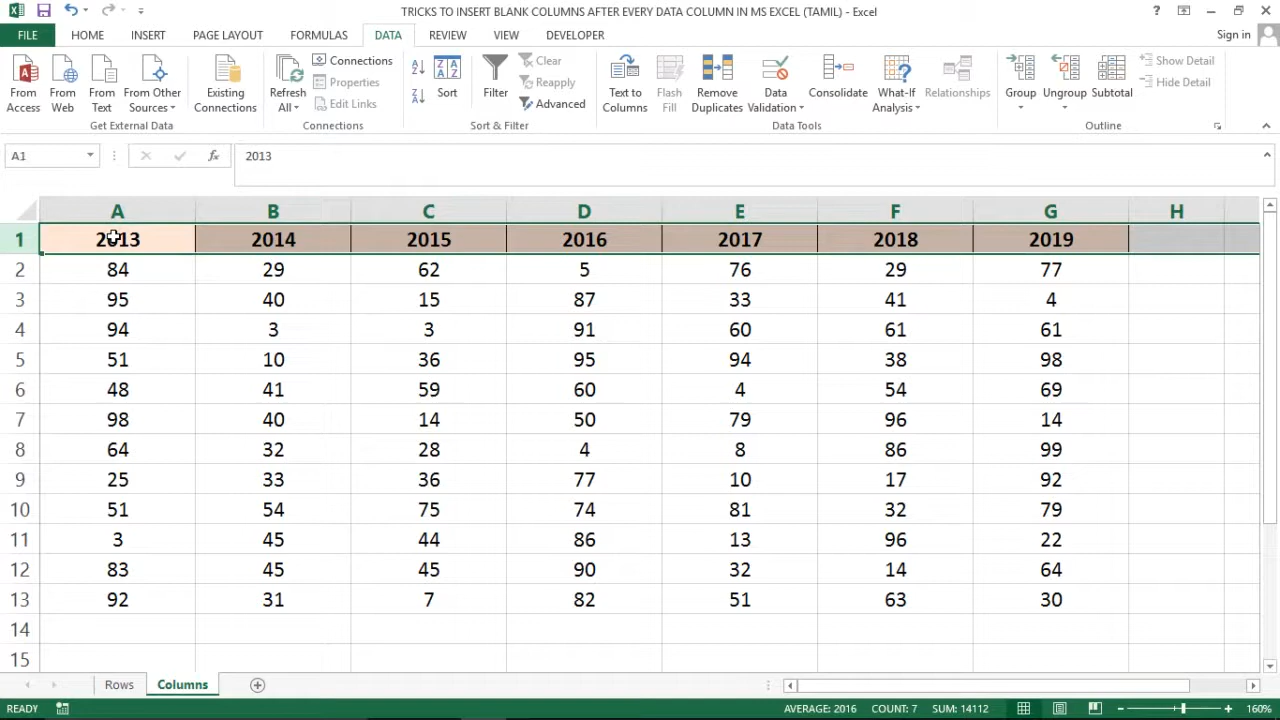 TRICKS TO INSERT BLANK COLUMNS AFTER EVERY DATA COLUMN IN MS EXCEL (TAMIL) - Excel
FILE HOME INSERT PAGE LAYOUT FORMULAS DATA REVIEW VIEW DEVELOPER Sign in
From Access
From Web
From Text
From Other Sources
Existing Connections
Get External Data
Refresh All
Connections
Properties
Edit Links
Connections
Sort
Filter
Clear
Reapply
Advanced
Sort & Filter
Text to Columns
Flash Fill
Remove Duplicates
Data Validation
Consolidate
What-If Analysis
Relationships
Data Tools
Group
Ungroup
Subtotal
Show Detail
Hide Detail
Outline
A1 fx 2013
A B C D E F G H
1 2013 2014 2015 2016 2017 2018 2019
2 84 29 62 5 76 29 77
3 95 40 15 87 33 41 4
4 94 3 3 91 60 61 61
5 51 10 36 95 94 38 98
6 48 41 59 60 4 54 69
7 98 40 14 50 79 96 14
8 64 32 28 4 8 86 99
9 25 33 36 77 10 17 92
10 51 54 75 74 81 32 79
11 3 45 44 86 13 96 22
12 83 45 45 90 32 14 64
13 92 31 7 82 51 63 30
14
15
Rows Columns
READY AVERAGE: 2016 COUNT: 7 SUM: 14112 160%